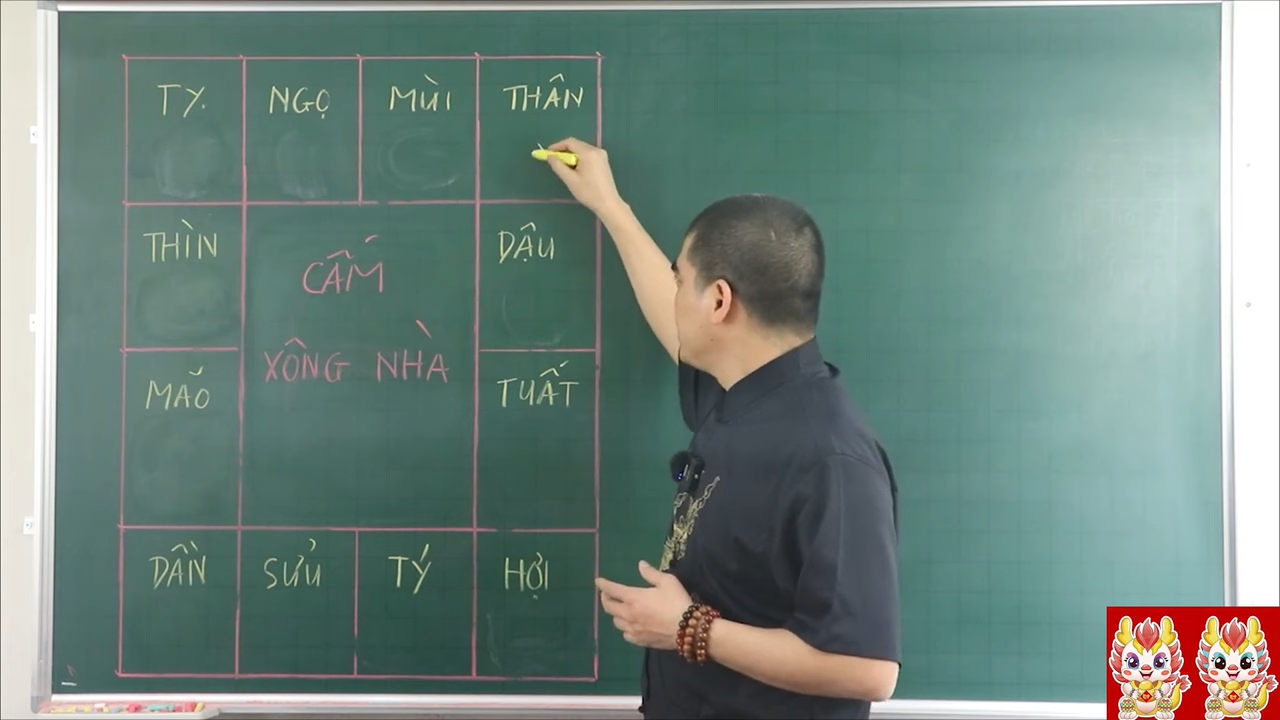 TỴ
NGỌ
MÙI
THÂN
THÌN
CẤM
DẬU
XÔNG NHÀ
MÃO
TUẤT
DẦN
SỬU
TÝ
HỢI